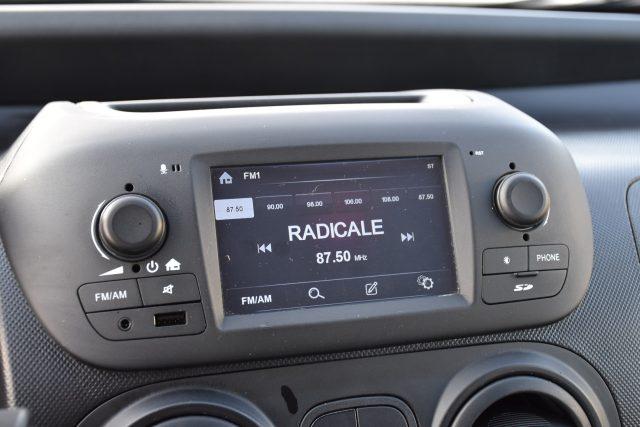 RST
FM1 ST
87.50 90.00 98.00 106.00 108.00 87.50
RADICALE
87.50 MHz
FM/AM
FM/AM
PHONE
SD